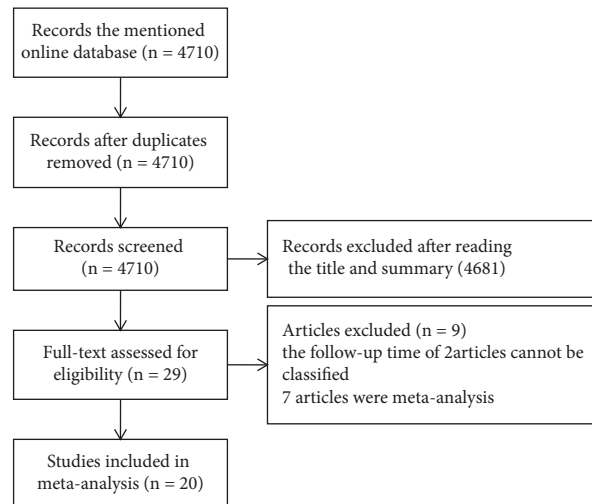 Records the mentioned
online database (n = 4710)
Records after duplicates
removed (n = 4710)
Records screened
(n = 4710)
Records excluded after reading
the title and summary (4681)
Full-text assessed for
eligibility (n = 29)
Articles excluded (n = 9)
the follow-up time of 2articles cannot be
classified
7 articles were meta-analysis
Studies included in
meta-analysis (n = 20)